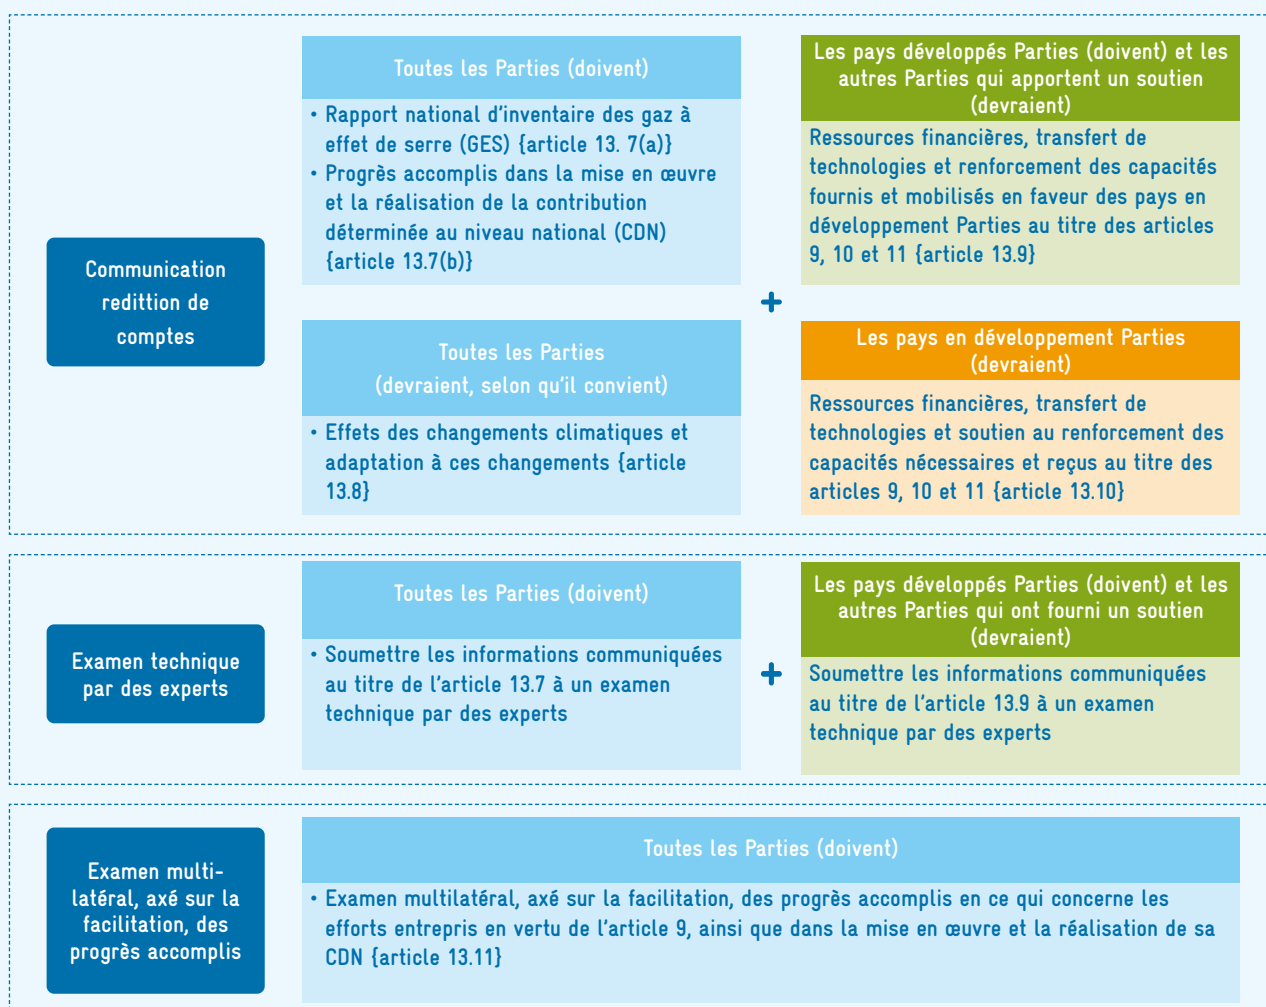 Communication
redittion de
comptes
Toutes les Parties (doivent)
• Rapport national d'inventaire des gaz à
effet de serre (GES) {article 13. 7(a)}
• Progrès accomplis dans la mise en œuvre
et la réalisation de la contribution
déterminée au niveau national (CDN)
{article 13.7(b)}
Toutes les Parties
(devraient, selon qu'il convient)
• Effets des changements climatiques et
adaptation à ces changements {article
13.8}
+
Les pays développés Parties (doivent) et les
autres Parties qui apportent un soutien
(devraient)
Ressources financières, transfert de
technologies et renforcement des capacités
fournis et mobilisés en faveur des pays en
développement Parties au titre des articles
9, 10 et 11 {article 13.9}
Les pays en développement Parties
(devraient)
Ressources financières, transfert de
technologies et soutien au renforcement des
capacités nécessaires et reçus au titre des
articles 9, 10 et 11 {article 13.10}
Examen technique
par des experts
Toutes les Parties (doivent)
• Soumettre les informations communiquées
au titre de l'article 13.7 à un examen
technique par des experts
+
Les pays développés Parties (doivent) et les
autres Parties qui ont fourni un soutien
(devraient)
Soumettre les informations communiquées
au titre de l'article 13.9 à un examen
technique par des experts
Examen multi-
latéral, axé sur la
facilitation, des
progrès accomplis
Toutes les Parties (doivent)
• Examen multilatéral, axé sur la facilitation, des progrès accomplis en ce qui concerne les
efforts entrepris en vertu de l'article 9, ainsi que dans la mise en œuvre et la réalisation de sa
CDN {article 13.11}